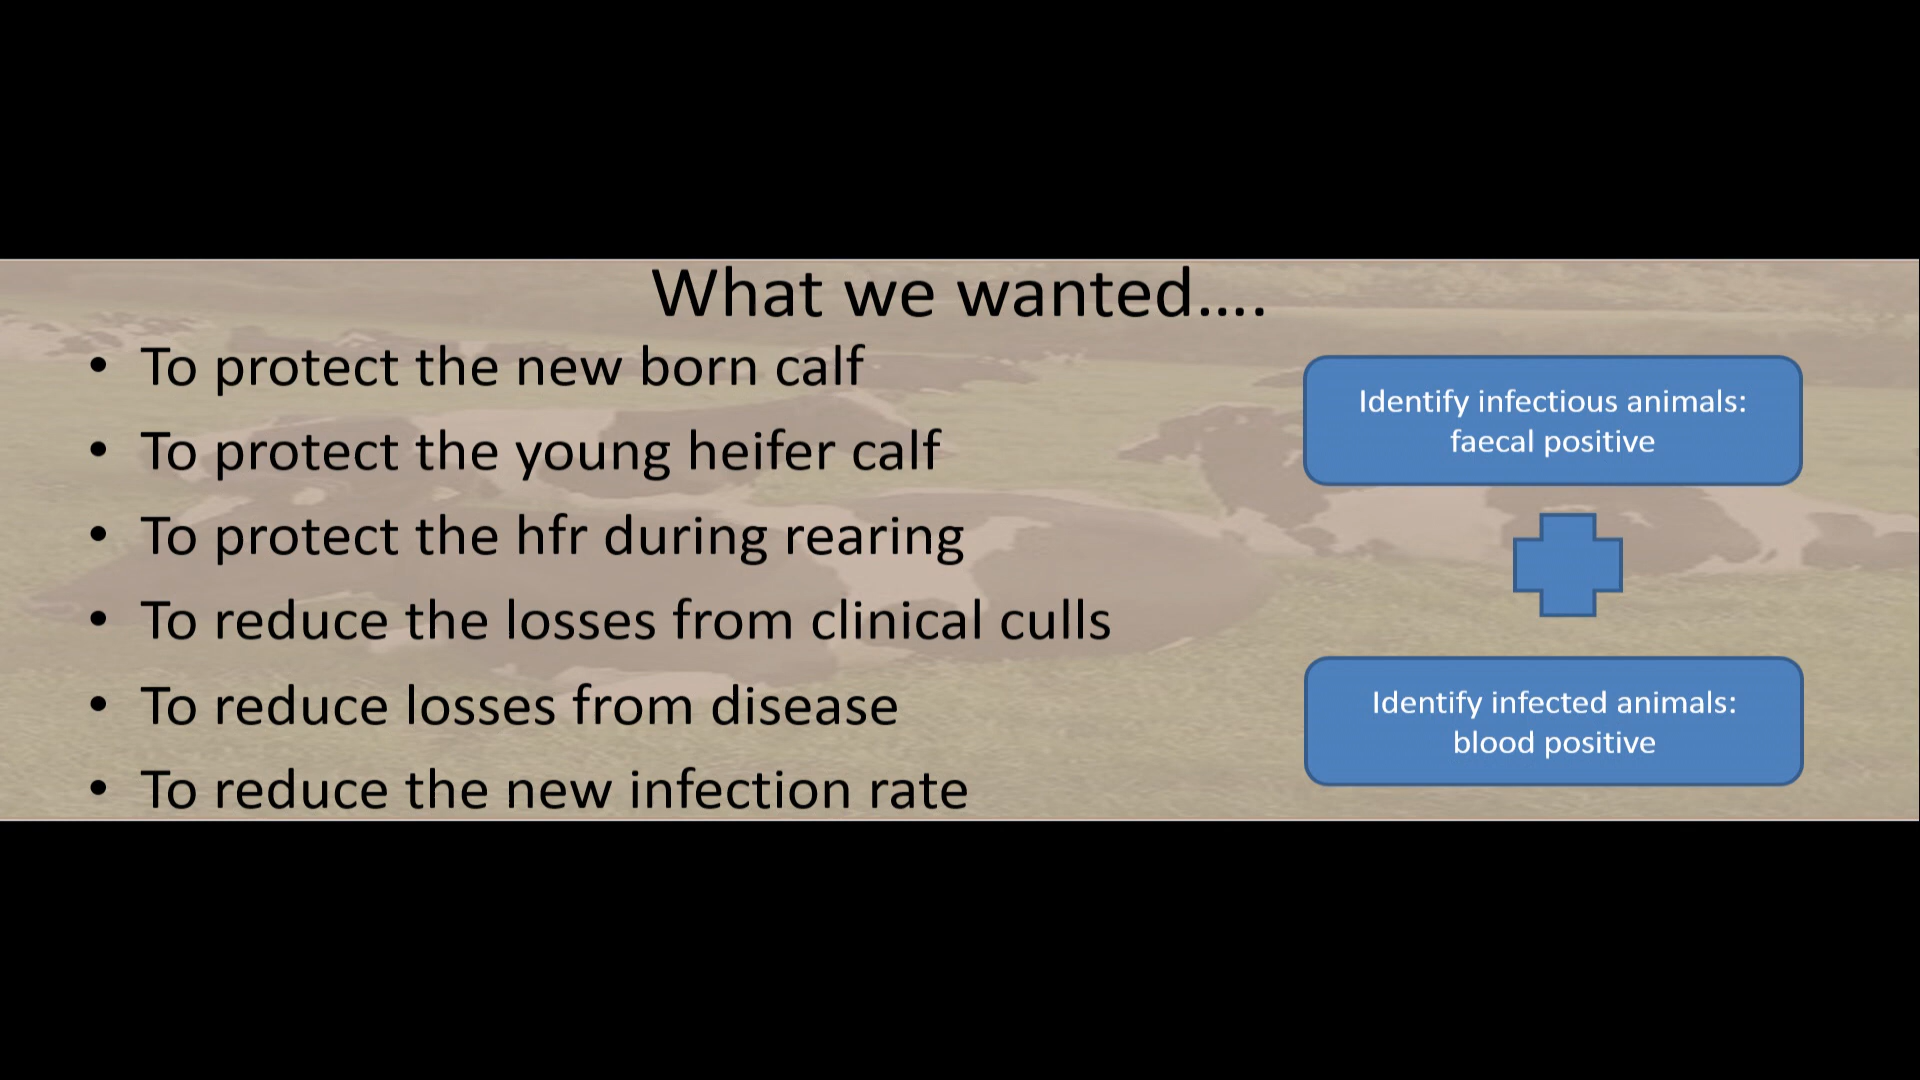 What we wanted....
• To protect the new born calf
• To protect the young heifer calf
• To protect the hfr during rearing
• To reduce the losses from clinical culls
• To reduce losses from disease
• To reduce the new infection rate
Identify infectious animals:
faecal positive
Identify infected animals:
blood positive